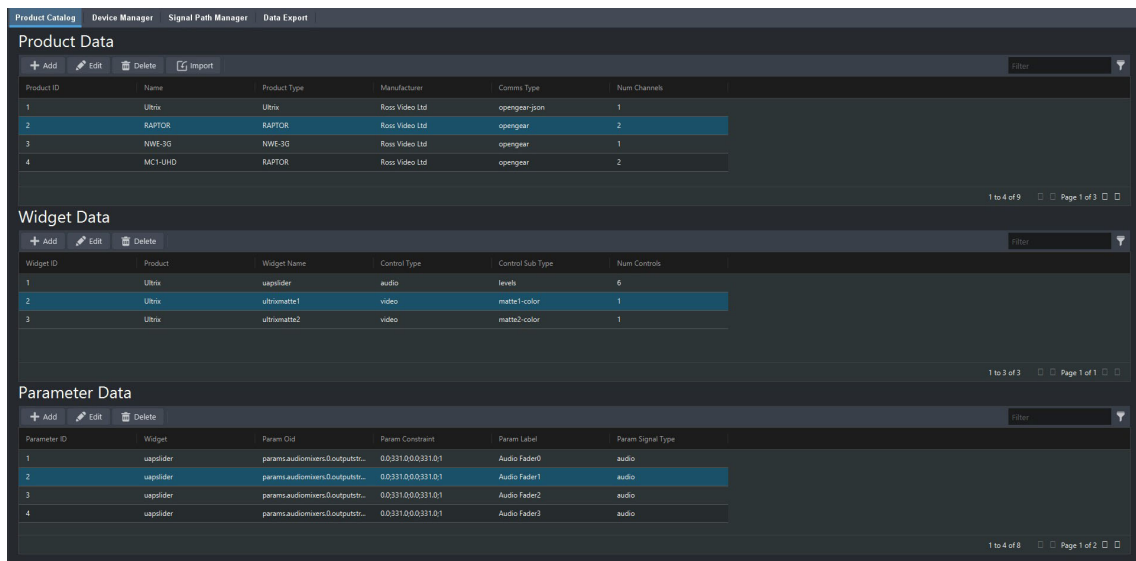 Product Catalog Device Manager Signal Path Manager Data Export
Product Data
Add Edit Delete Import Filter
Product ID Name Product Type Manufacturer Comms Type Num Channels
1 Ultrix Ultrix Ross Video Ltd opengear-json 1
2 RAPTOR RAPTOR Ross Video Ltd opengear 2
3 NWE-3G NWE-3G Ross Video Ltd opengear 1
4 MC1-UHD RAPTOR Ross Video Ltd opengear 2
1 to 4 of 9 Page 1 of 3
Widget Data
Add Edit Delete Filter
Widget ID Product Widget Name Control Type Control Sub Type Num Controls
1 Ultrix uapslider audio levels 6
2 Ultrix ultrixmatte1 video matte1-color 1
3 Ultrix ultrixmatte2 video matte2-color 1
1 to 3 of 3 Page 1 of 1
Parameter Data
Add Edit Delete Filter
Parameter ID Widget Param Oid Param Constraint Param Label Param Signal Type
1 uapslider params.audiomixers.0.outputstr... 0.0;331.0;0.0;331.0;1 Audio Fader0 audio
2 uapslider params.audiomixers.0.outputstr... 0.0;331.0;0.0;331.0;1 Audio Fader1 audio
3 uapslider params.audiomixers.0.outputstr... 0.0;331.0;0.0;331.0;1 Audio Fader2 audio
4 uapslider params.audiomixers.0.outputstr... 0.0;331.0;0.0;331.0;1 Audio Fader3 audio
1 to 4 of 8 Page 1 of 2